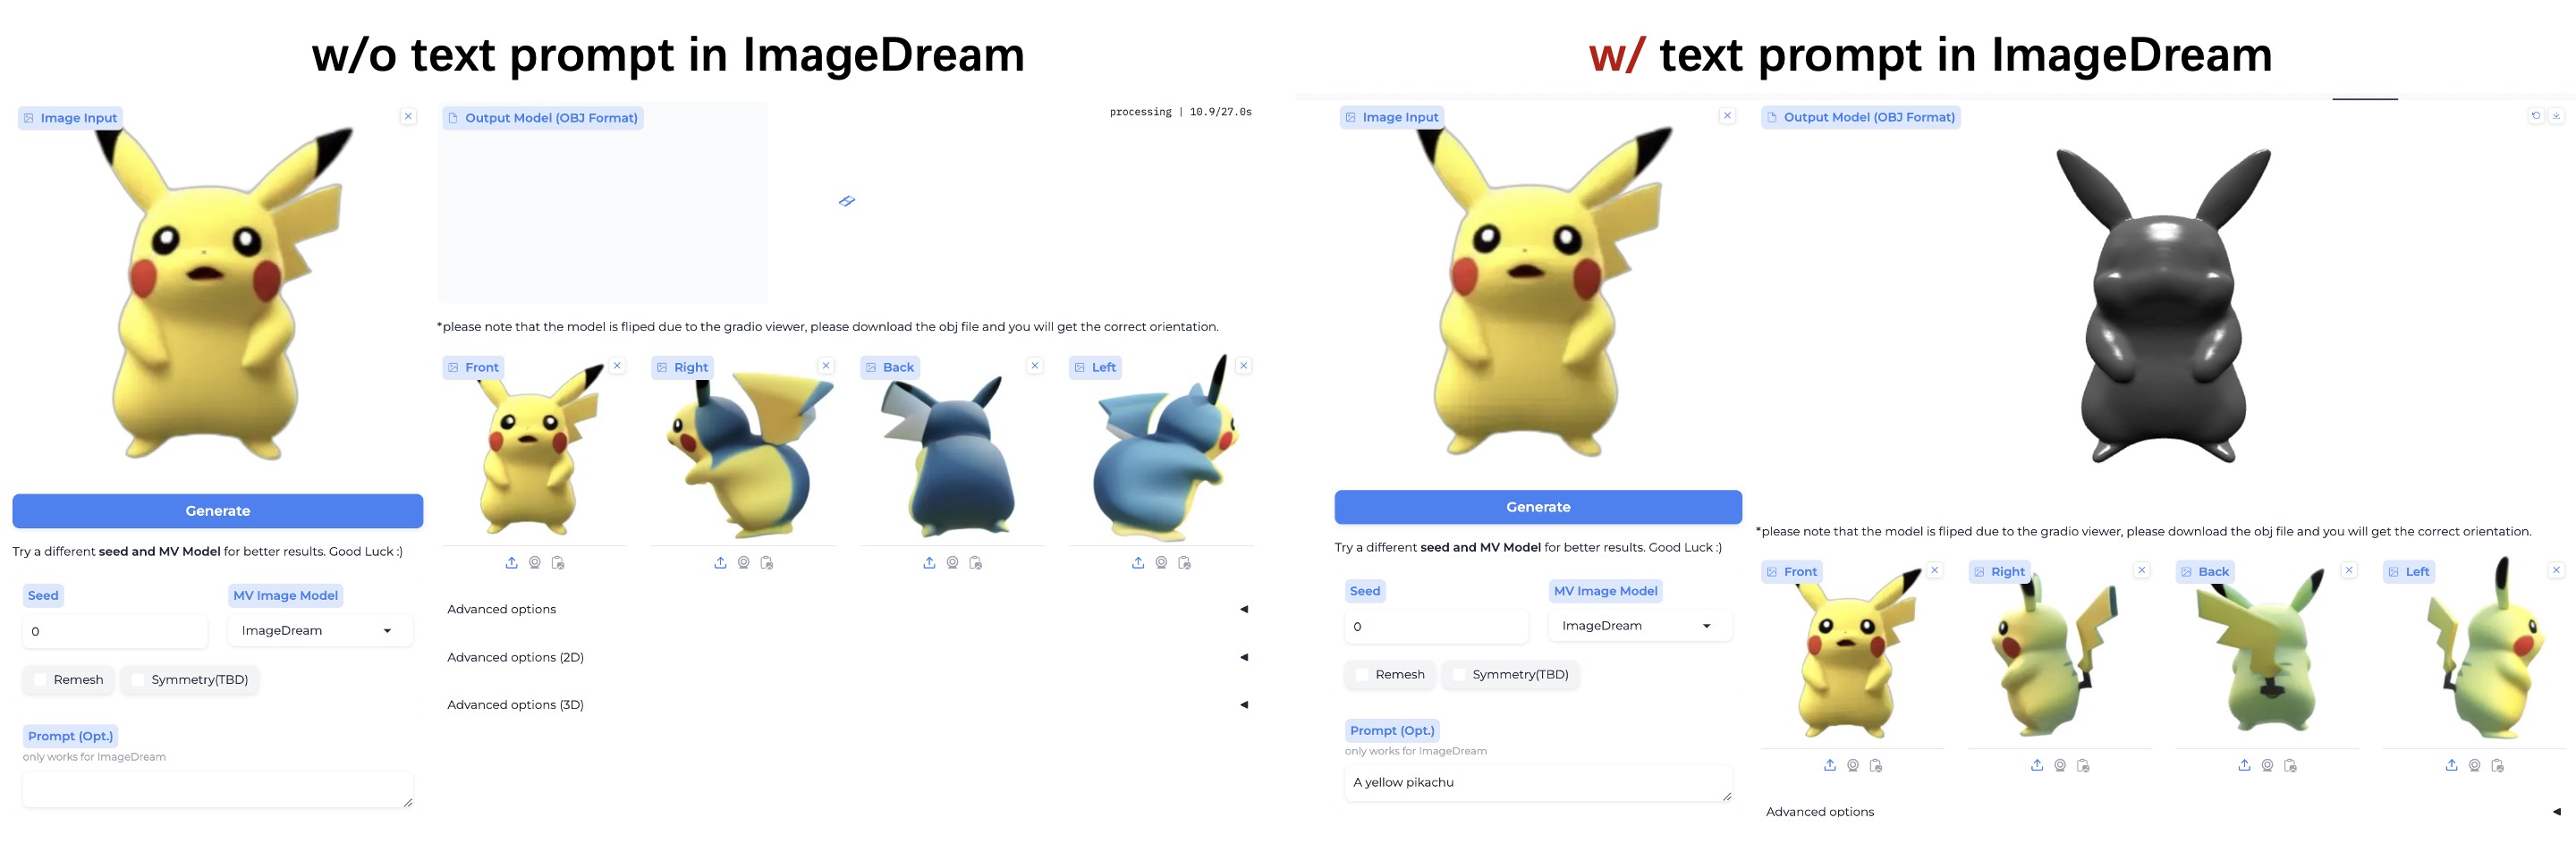 w/o text prompt in ImageDream
Image Input
Output Model (OBJ Format)
processing | 10.9/27.0s
*please note that the model is fliped due to the gradio viewer, please download the obj file and you will get the correct orientation.
Front
Right
Back
Left
Generate
Try a different seed and MV Model for better results. Good Luck :)
Seed
MV Image Model
0
ImageDream
Remesh
Symmetry(TBD)
Prompt (Opt.)
only works for ImageDream
Advanced options
Advanced options (2D)
Advanced options (3D)
w/ text prompt in ImageDream
Image Input
Output Model (OBJ Format)
Generate
Try a different seed and MV Model for better results. Good Luck :)
Seed
MV Image Model
0
ImageDream
Remesh
Symmetry(TBD)
Prompt (Opt.)
only works for ImageDream
A yellow pikachu
*please note that the model is fliped due to the gradio viewer, please download the obj file and you will get the correct orientation.
Front
Right
Back
Left
Advanced options